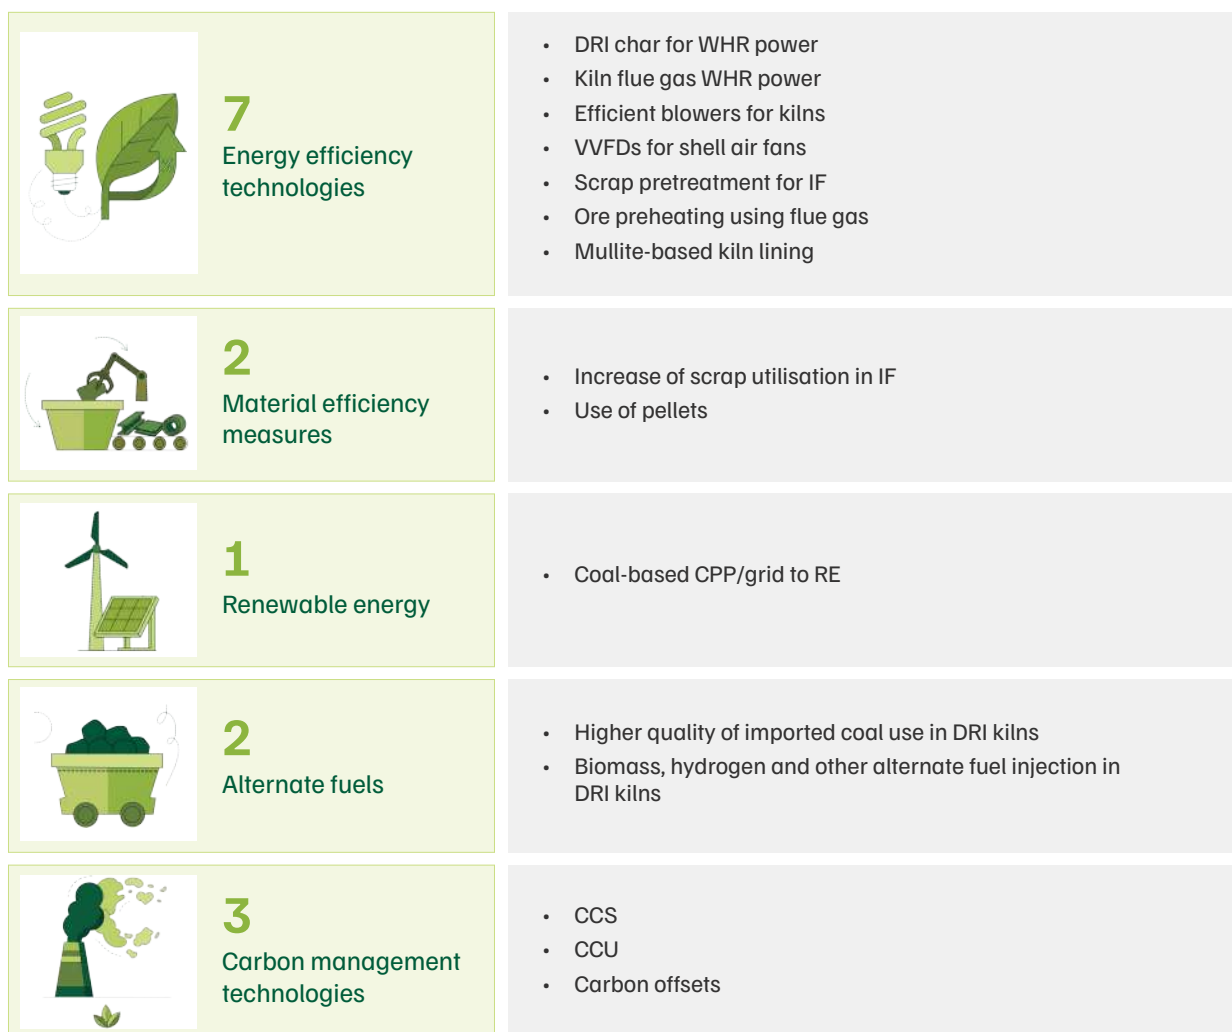 7
Energy efficiency
technologies
• DRI char for WHR power
• Kiln flue gas WHR power
• Efficient blowers for kilns
• VVFDs for shell air fans
• Scrap pretreatment for IF
• Ore preheating using flue gas
• Mullite-based kiln lining
2
Material efficiency
measures
• Increase of scrap utilisation in IF
• Use of pellets
1
Renewable energy
• Coal-based CPP/grid to RE
2
Alternate fuels
• Higher quality of imported coal use in DRI kilns
• Biomass, hydrogen and other alternate fuel injection in
DRI kilns
3
Carbon management
technologies
• CCS
• CCU
• Carbon offsets